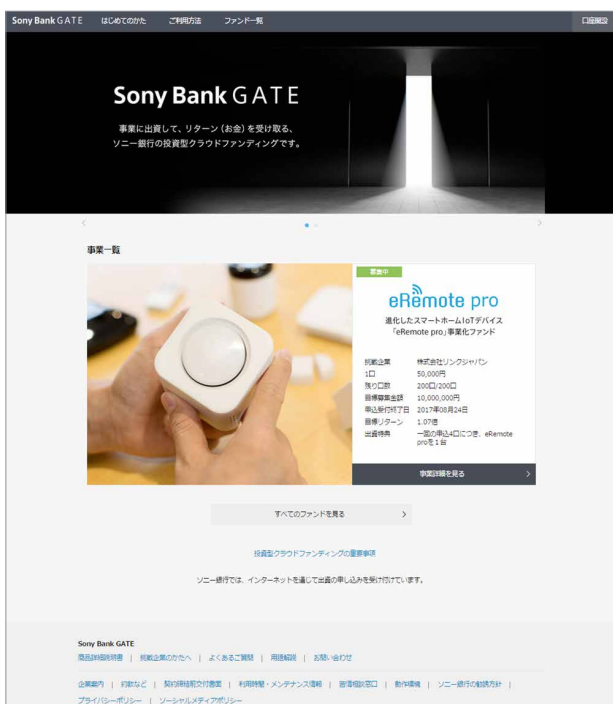 Sony Bank GATE はじめてのかた ご利用方法 ファンド一覧 口座開設
Sony Bank GATE
事業に出資して、リターン（お金）を受け取る、
ソニー銀行の投資型クラウドファンディングです。
事業一覧
募集中
eRemote pro
進化したスマートホームIoTデバイス
「eRemote pro」事業化ファンド
挑戦企業 株式会社リンクジャパン
1口 50,000円
残り口数 200口/200口
目標募集金額 10,000,000円
申込受付終了日 2017年08月24日
目標リターン 1.07倍
出資特典 一回の申込4口につき、eRemote
proを1台
事業詳細を見る
すべてのファンドを見る
投資型クラウドファンディングの重要事項
ソニー銀行では、インターネットを通じて出資の申し込みを受け付けています。
Sony Bank GATE
商品詳細説明書 | 挑戦企業のかたへ | よくあるご質問 | 用語解説 | お問い合わせ
企業案内 | 約款など | 契約締結前交付書面 | 利用時間・メンテナンス情報 | 苦情相談窓口 | 動作環境 | ソニー銀行の勧誘方針 |
プライバシーポリシー | ソーシャルメディアポリシー